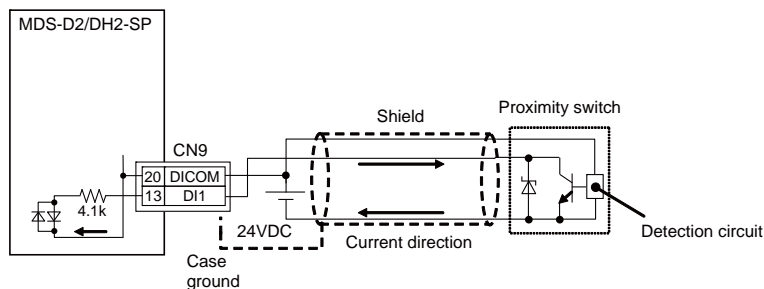 MDS-D2/DH2-SP
Shield
Proximity switch
CN9
20 DICOM
13 DI1
4.1k
24VDC
Current direction
Detection circuit
Case
ground